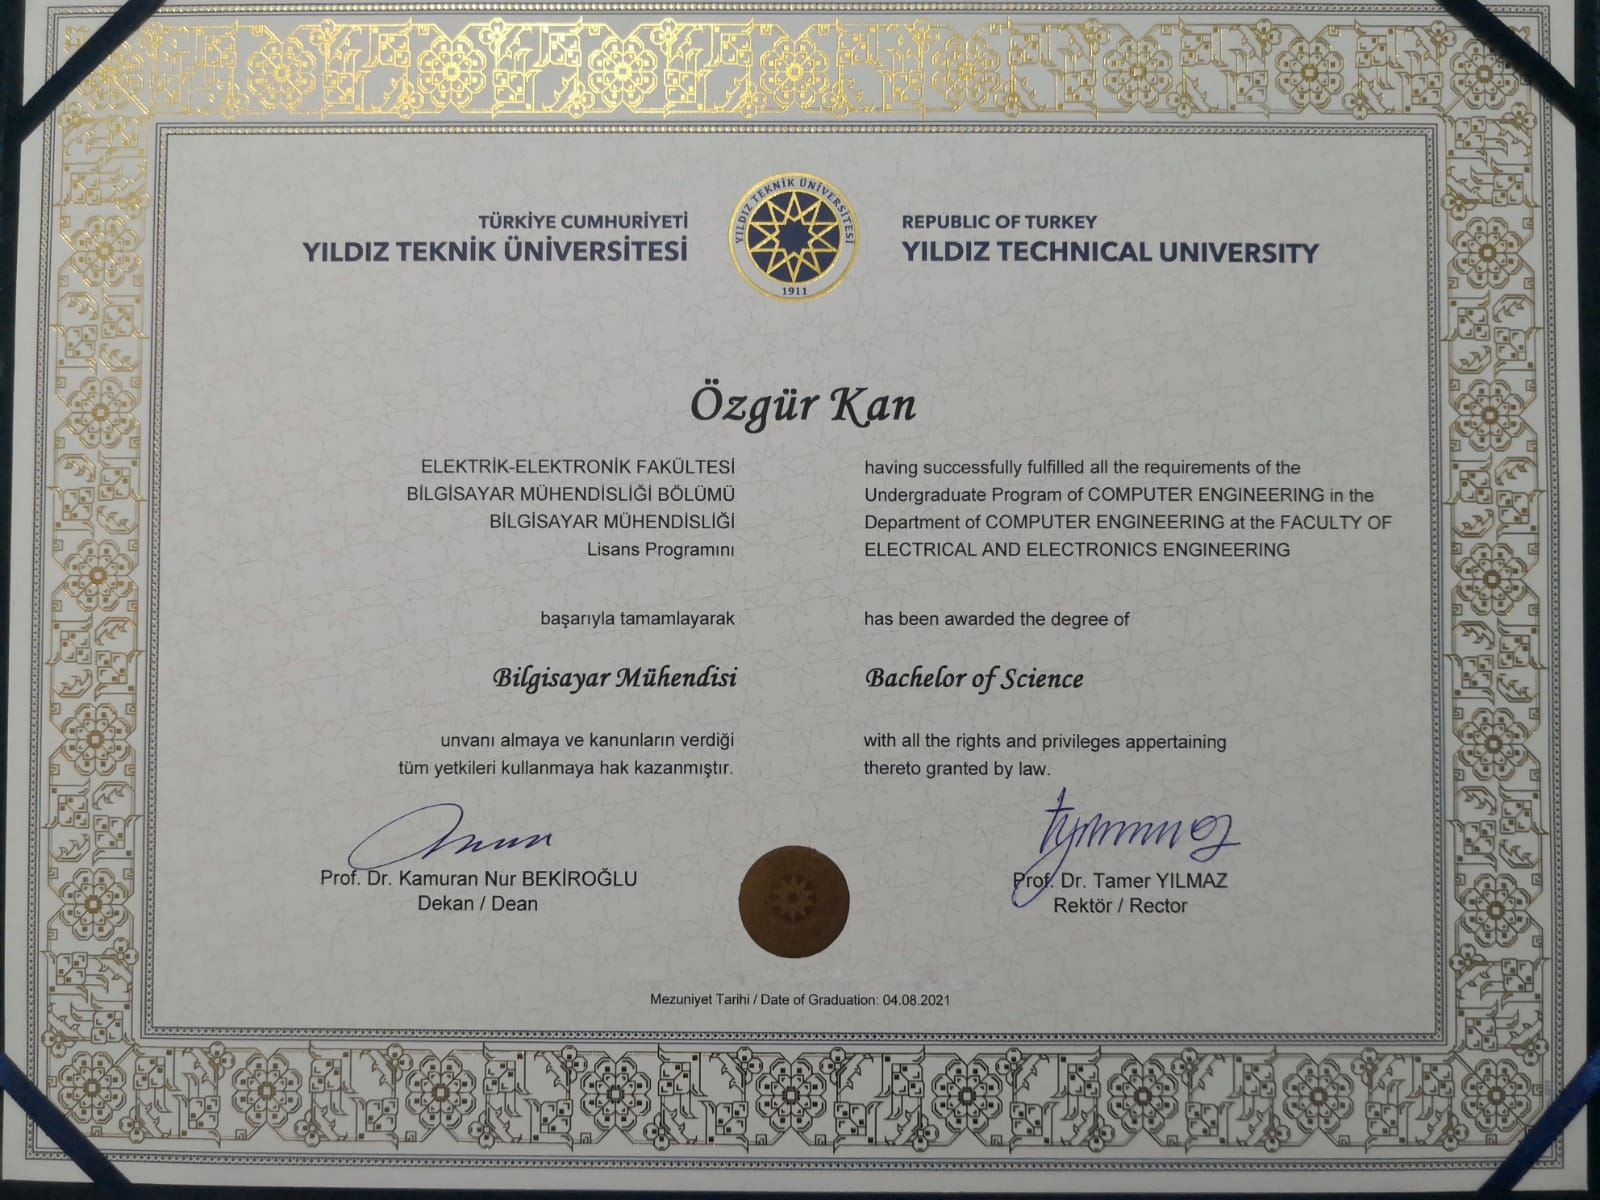 TÜRKİYE CUMHURİYETİ
YILDIZ TEKNİK ÜNİVERSİTESİ
YILDIZ TEKNİK ÜNİVERSİTESİ
1911
REPUBLIC OF TURKEY
YILDIZ TECHNICAL UNIVERSITY
Özgür Kan
ELEKTRİK-ELEKTRONİK FAKÜLTESİ
BİLGİSAYAR MÜHENDİSLİĞİ BÖLÜMÜ
BİLGİSAYAR MÜHENDİSLİĞİ
Lisans Programını
başarıyla tamamlayarak
Bilgisayar Mühendisi
unvanı almaya ve kanunların verdiği
tüm yetkileri kullanmaya hak kazanmıştır.
having successfully fulfilled all the requirements of the
Undergraduate Program of COMPUTER ENGINEERING in the
Department of COMPUTER ENGINEERING at the FACULTY OF
ELECTRICAL AND ELECTRONICS ENGINEERING
has been awarded the degree of
Bachelor of Science
with all the rights and privileges appertaining
thereto granted by law.
Prof. Dr. Kamuran Nur BEKİROĞLU
Dekan / Dean
Prof. Dr. Tamer YILMAZ
Rektör / Rector
Mezuniyet Tarihi / Date of Graduation: 04.08.2021